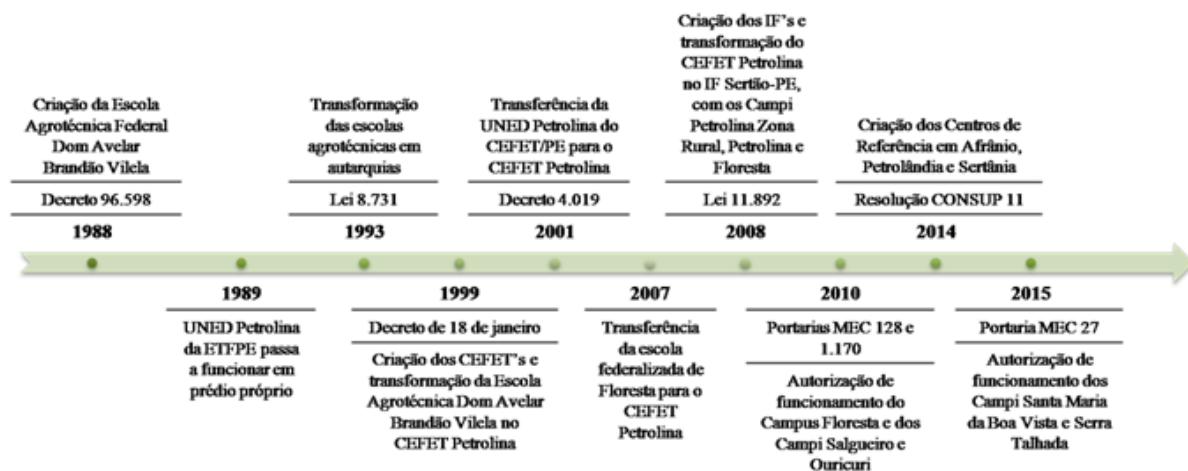 Criação da Escola
Agrotécnica Federal
Dom Avelar
Brandão Vilela
Decreto 96.598
1988
1989
UNED Petrolina
da ETFPE passa
a funcionar em
prédio próprio
Transformação
das escolas
agrotécnicas em
autarquias
Lei 8.731
1993
1999
Decreto de 18 de janeiro
Criação dos CEFET's e
transformação da Escola
Agrotécnica Dom Avelar
Brandão Vilela no
CEFET Petrolina
Transferência da
UNED Petrolina do
CEFET/PE para o
CEFET Petrolina
Decreto 4.019
2001
2007
Transferência
da escola
federalizada de
Floresta para o
CEFET
Petrolina
Criação dos IF's e
transformação do
CEFET Petrolina
no IF Sertão-PE,
com os Campi
Petrolina Zona
Rural, Petrolina e
Floresta
Lei 11.892
2008
2010
Portarias MEC 128 e
1.170
Autorização de
funcionamento do
Campus Floresta e dos
Campi Salgueiro e
Ouricuri
Criação dos Centros de
Referência em Afrânio,
Petrolândia e Sertânia
Resolução CONSUP 11
2014
2015
Portaria MEC 27
Autorização de
funcionamento dos
Campi Santa Maria
da Boa Vista e Serra
Talhada